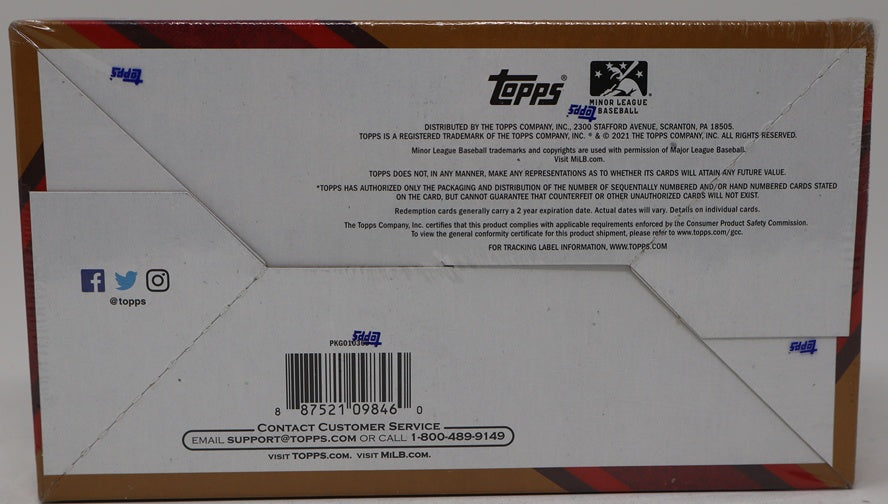 Topps
Topps®
MINOR LEAGUE
BASEBALL®
Topps
DISTRIBUTED BY THE TOPPS COMPANY, INC., 2300 STAFFORD AVENUE, SCRANTON, PA 18505.
TOPPS IS A REGISTERED TRADEMARK OF THE TOPPS COMPANY, INC. ® & © 2021 THE TOPPS COMPANY, INC. ALL RIGHTS RESERVED.
Minor League Baseball trademarks and copyrights are used with permission of Major League Baseball.
Visit MiLB.com.
TOPPS DOES NOT, IN ANY MANNER, MAKE ANY REPRESENTATIONS AS TO WHETHER ITS CARDS WILL ATTAIN ANY FUTURE VALUE.
*TOPPS HAS AUTHORIZED ONLY THE PACKAGING AND DISTRIBUTION OF THE NUMBER OF SEQUENTIALLY NUMBERED AND/OR HAND NUMBERED CARDS STATED
ON THE CARD, BUT CANNOT GUARANTEE THAT COUNTERFEIT OR OTHER UNAUTHORIZED CARDS WILL NOT EXIST.
Redemption cards generally carry a 2 year expiration date. Actual dates will vary. Details on individual cards.
The Topps Company, Inc. certifies that this product complies with applicable requirements enforced by the Consumer Product Safety Commission.
To view the general conformity certificate for this product shipment, please refer to www.topps.com/gcc.
FOR TRACKING LABEL INFORMATION, WWW.TOPPS.COM
@topps
Topps
Topps
8 87521 09846 0
CONTACT CUSTOMER SERVICE
EMAIL SUPPORT@TOPPS.COM OR CALL 1-800-489-9149
VISIT TOPPS.COM. VISIT MiLB.COM.